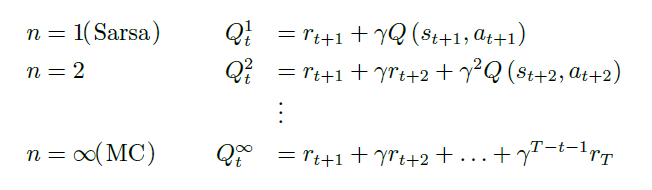 n = 1(Sarsa) Q_t^1 = r_{t+1} + γQ (s_{t+1}, a_{t+1})
n = 2 Q_t^2 = r_{t+1} + γr_{t+2} + γ^2Q (s_{t+2}, a_{t+2})
⋮
n = ∞(MC) Q_t^∞ = r_{t+1} + γr_{t+2} + … + γ^{T-t-1}r_T